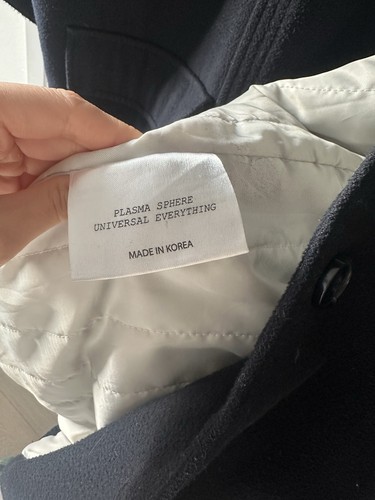 PLASMA SPHERE
UNIVERSAL EVERYTHING
MADE IN KOREA